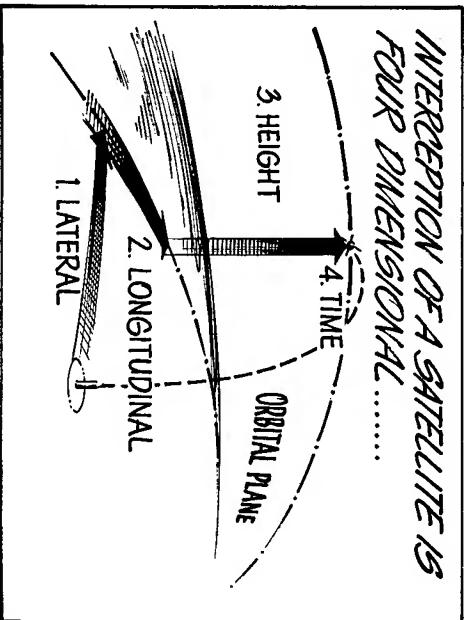 INTERCEPTION OF A SATELLITE IS
FOUR DIMENSIONAL ........
3. HEIGHT
4. TIME
ORBITAL PLANE
2. LONGITUDINAL
1. LATERAL